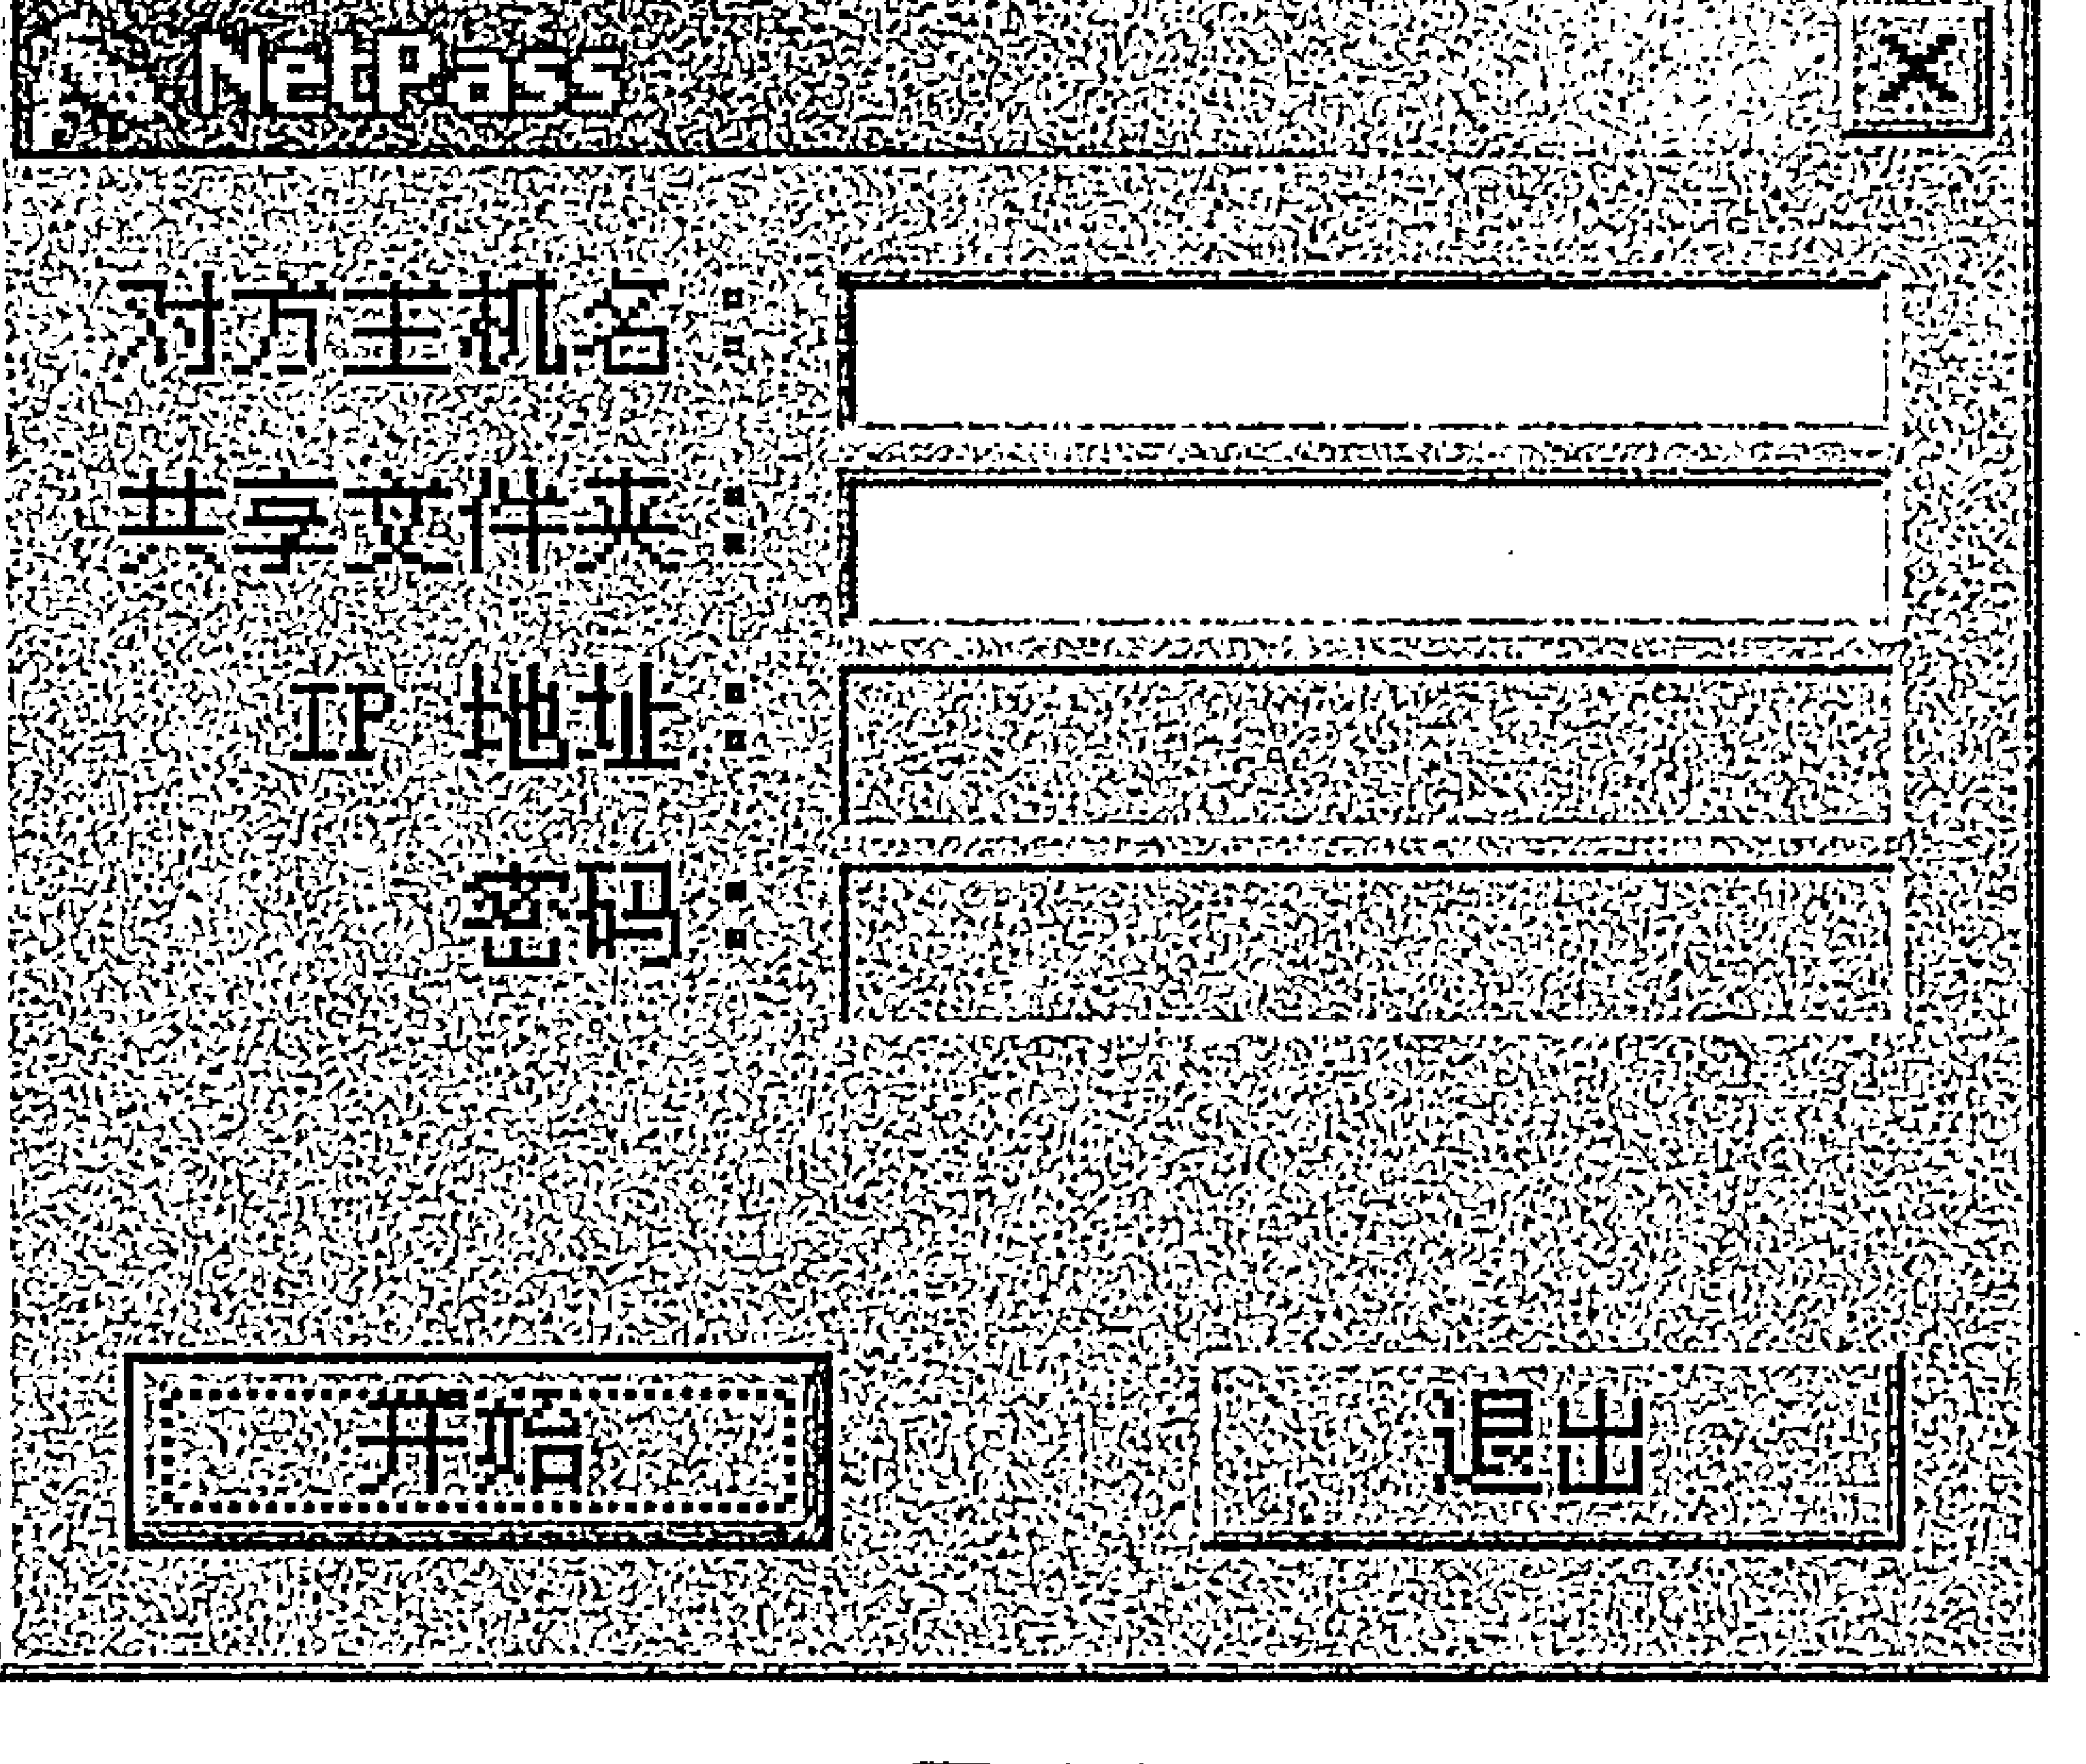 NetPass
对方主机名：
共享文件夹：
IP 地址：
密码：
开始
退出